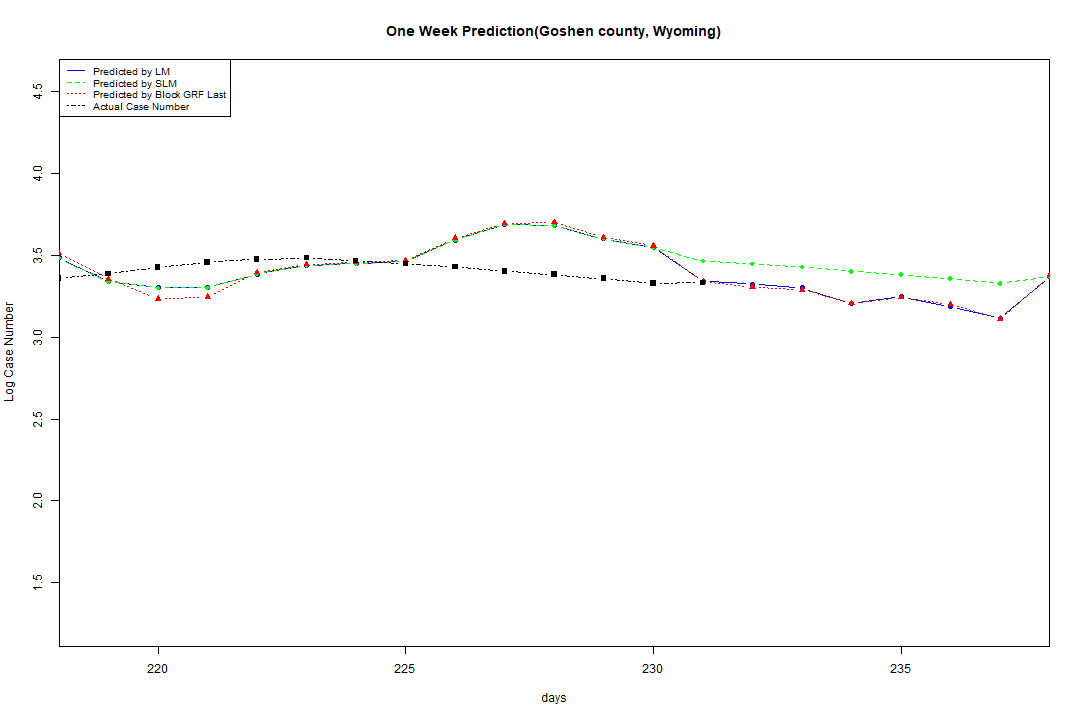 One Week Prediction(Goshen county, Wyoming)
Predicted by LM
Predicted by SLM
Predicted by Block GRF Last
Actual Case Number
4.5
4.0
3.5
3.0
2.5
2.0
1.5
Log Case Number
220
225
230
235
days